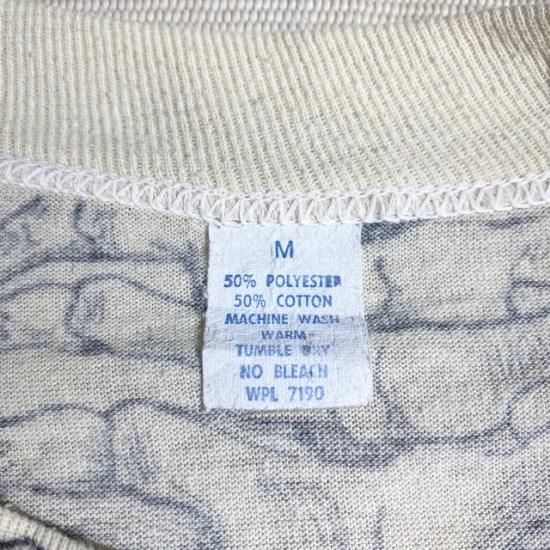 M
50% POLYESTER
50% COTTON
MACHINE WASH
WARM
TUMBLE DRY
NO BLEACH
WPL 7190